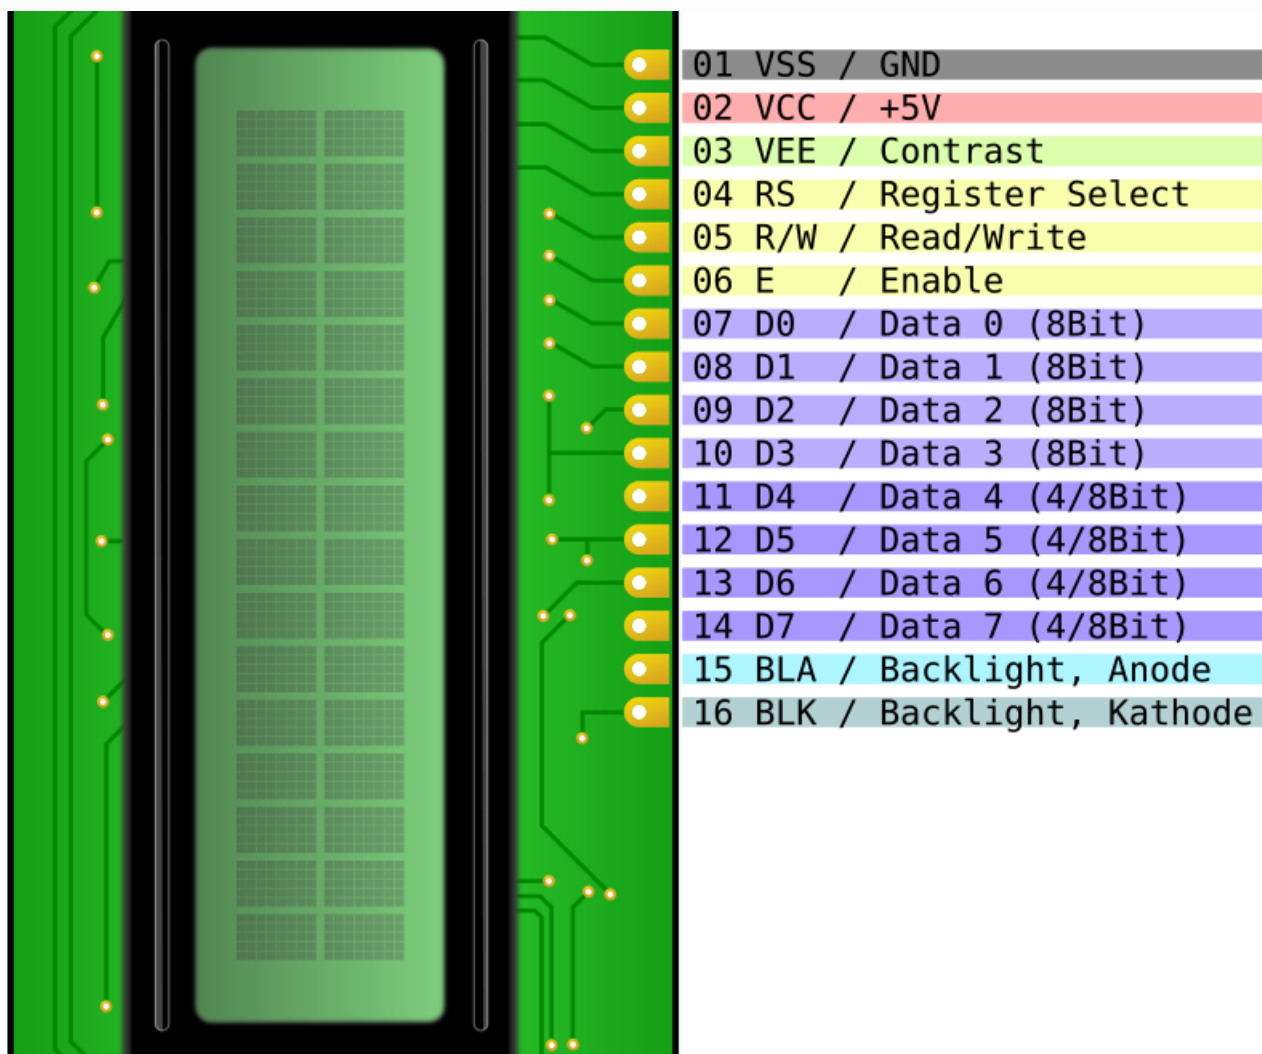 01 VSS / GND
02 VCC / +5V
03 VEE / Contrast
04 RS / Register Select
05 R/W / Read/Write
06 E / Enable
07 D0 / Data 0 (8Bit)
08 D1 / Data 1 (8Bit)
09 D2 / Data 2 (8Bit)
10 D3 / Data 3 (8Bit)
11 D4 / Data 4 (4/8Bit)
12 D5 / Data 5 (4/8Bit)
13 D6 / Data 6 (4/8Bit)
14 D7 / Data 7 (4/8Bit)
15 BLA / Backlight, Anode
16 BLK / Backlight, Kathode